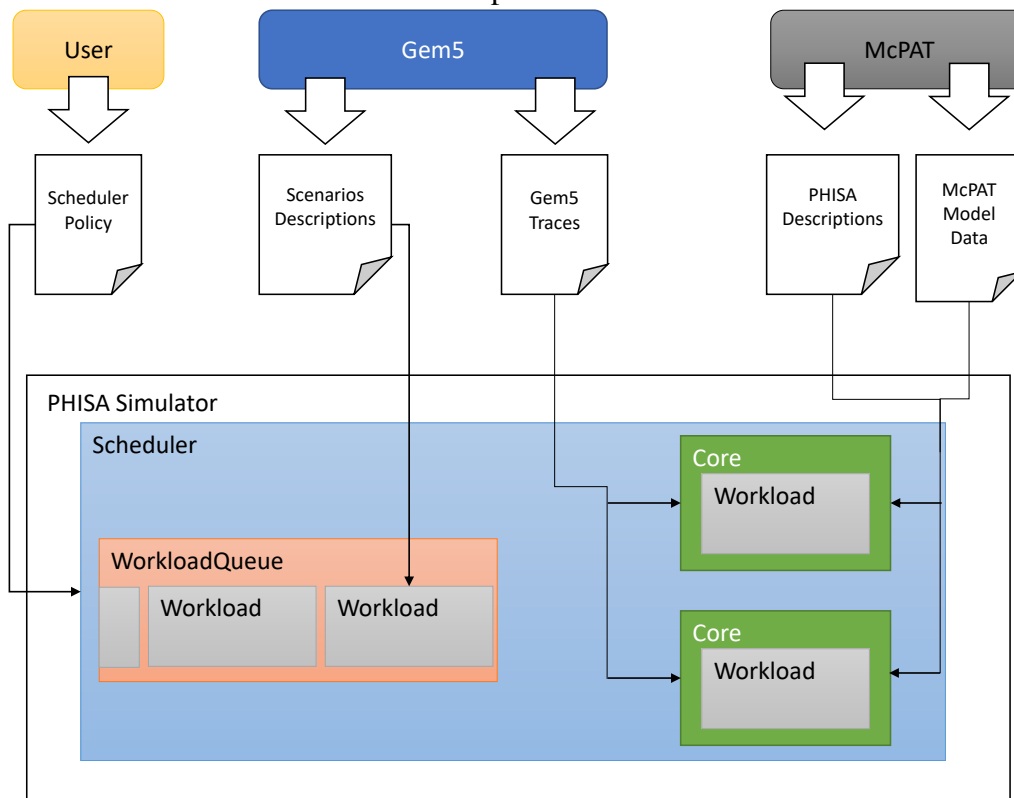 User
Gem5
McPAT
Scheduler
Policy
Scenarios
Descriptions
Gem5
Traces
PHISA
Descriptions
McPAT
Model
Data
PHISA Simulator
Scheduler
Core
Workload
WorkloadQueue
Workload
Workload
Core
Workload